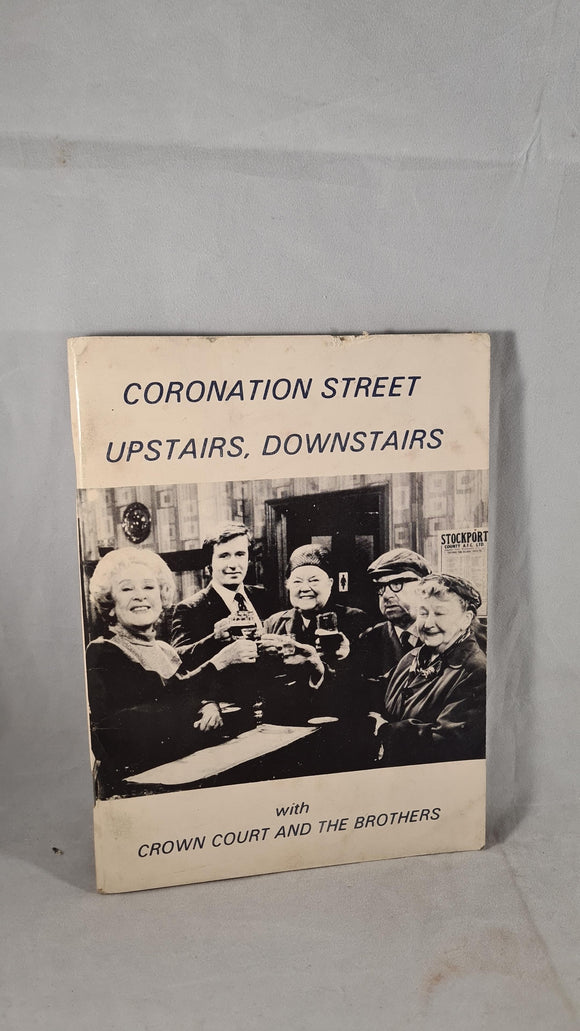 CORONATION STREET
UPSTAIRS, DOWNSTAIRS
STOCKPORT
COUNTY A.F.C. LTD.
with
CROWN COURT AND THE BROTHERS